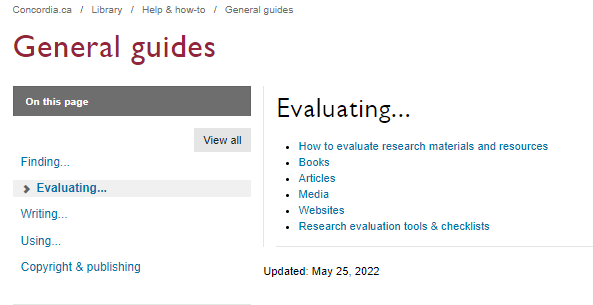 Concordia.ca / Library / Help & how-to / General guides
General guides
On this page
View all
Finding...
Evaluating...
Writing...
Using...
Copyright & publishing
Evaluating...
How to evaluate research materials and resources
Books
Articles
Media
Websites
Research evaluation tools & checklists
Updated: May 25, 2022